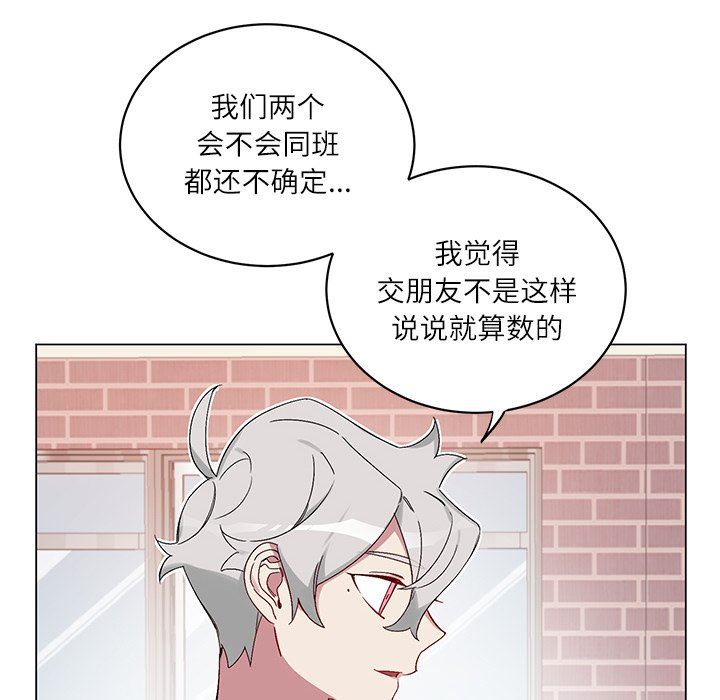 我们两个
会不会同班
都还不确定...
我觉得
交朋友不是这样
说说就算数的